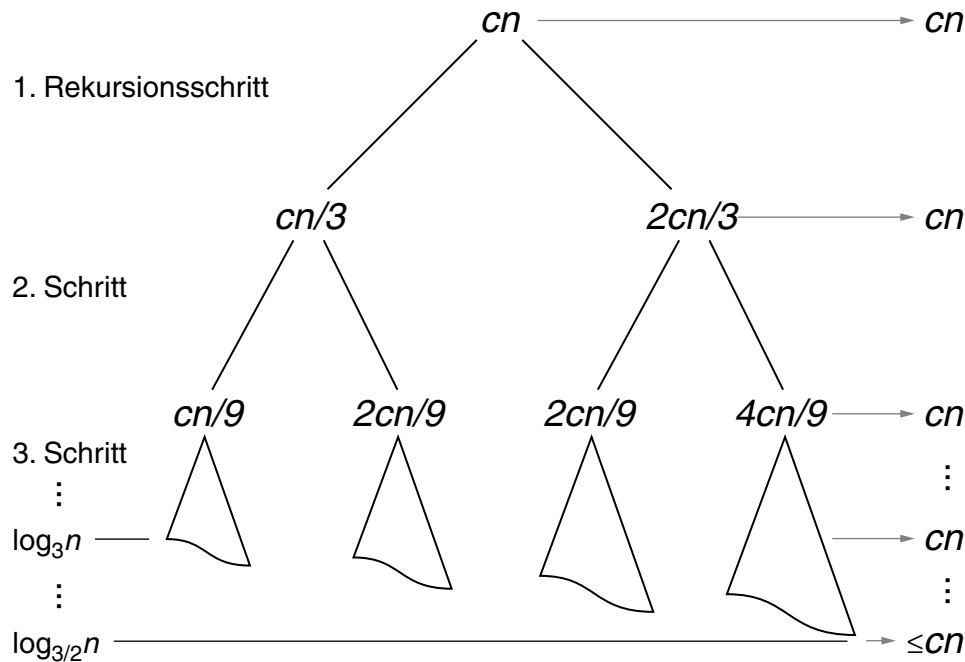 cn cn
1. Rekursionsschritt
cn/3 2cn/3 cn
2. Schritt
cn/9 2cn/9 2cn/9 4cn/9 cn
3. Schritt
⋮ ⋮
log₃n cn
⋮ ⋮
log₃/₂n ≤cn